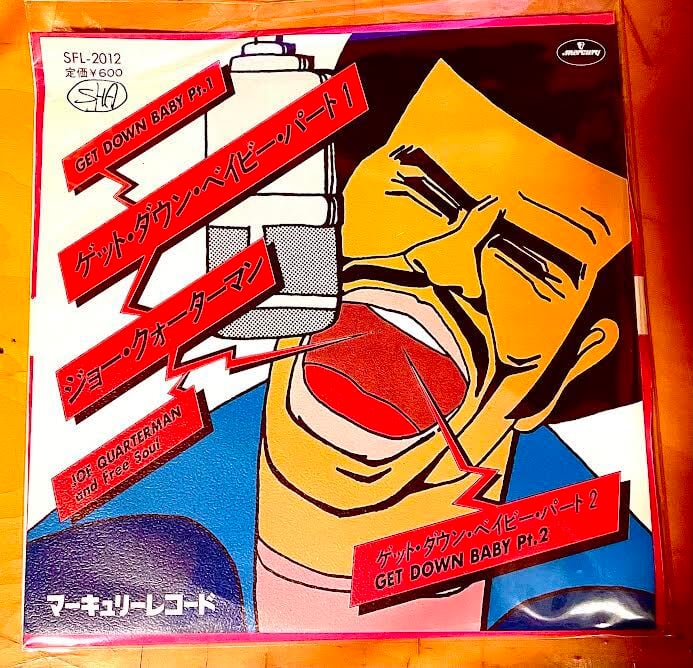 SFL-2012
定価¥600
SHA
mercury
GET DOWN BABY Pt.1
ゲット・ダウン・ベイビー・パート1
ジョー・クォーターマン
JOE QUARTERMAN
and Free Soul
ゲット・ダウン・ベイビー・パート2
GET DOWN BABY Pt.2
マーキュリーレコード